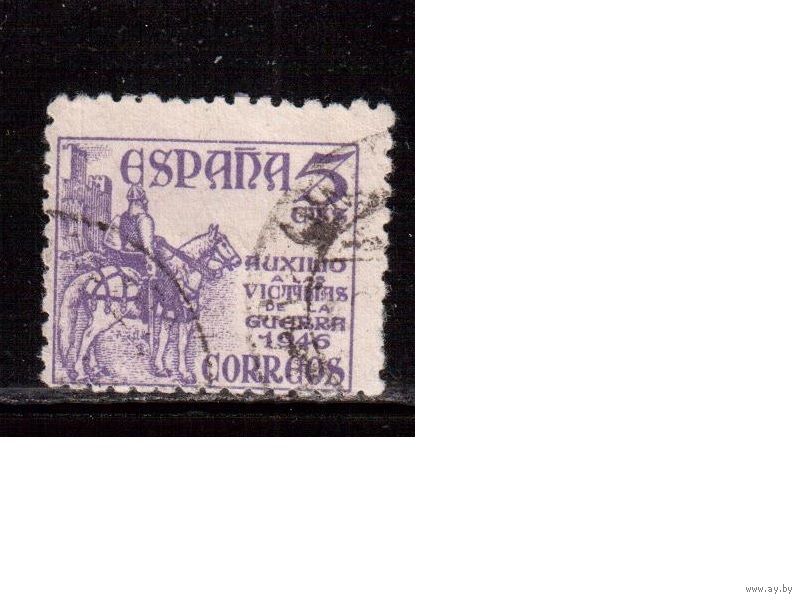 ESPAÑA 5
CTS
AUXILIO
A LAS
VICTIMAS
DE LA
GUERRA
1946
CORREOS
www.ay.by